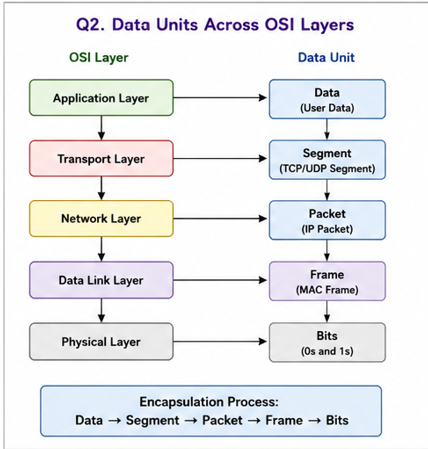 Q2. Data Units Across OSI Layers
OSI Layer
Data Unit
Application Layer
Data
(User Data)
Transport Layer
Segment
(TCP/UDP Segment)
Network Layer
Packet
(IP Packet)
Data Link Layer
Frame
(MAC Frame)
Physical Layer
Bits
(0s and 1s)
Encapsulation Process:
Data → Segment → Packet → Frame → Bits